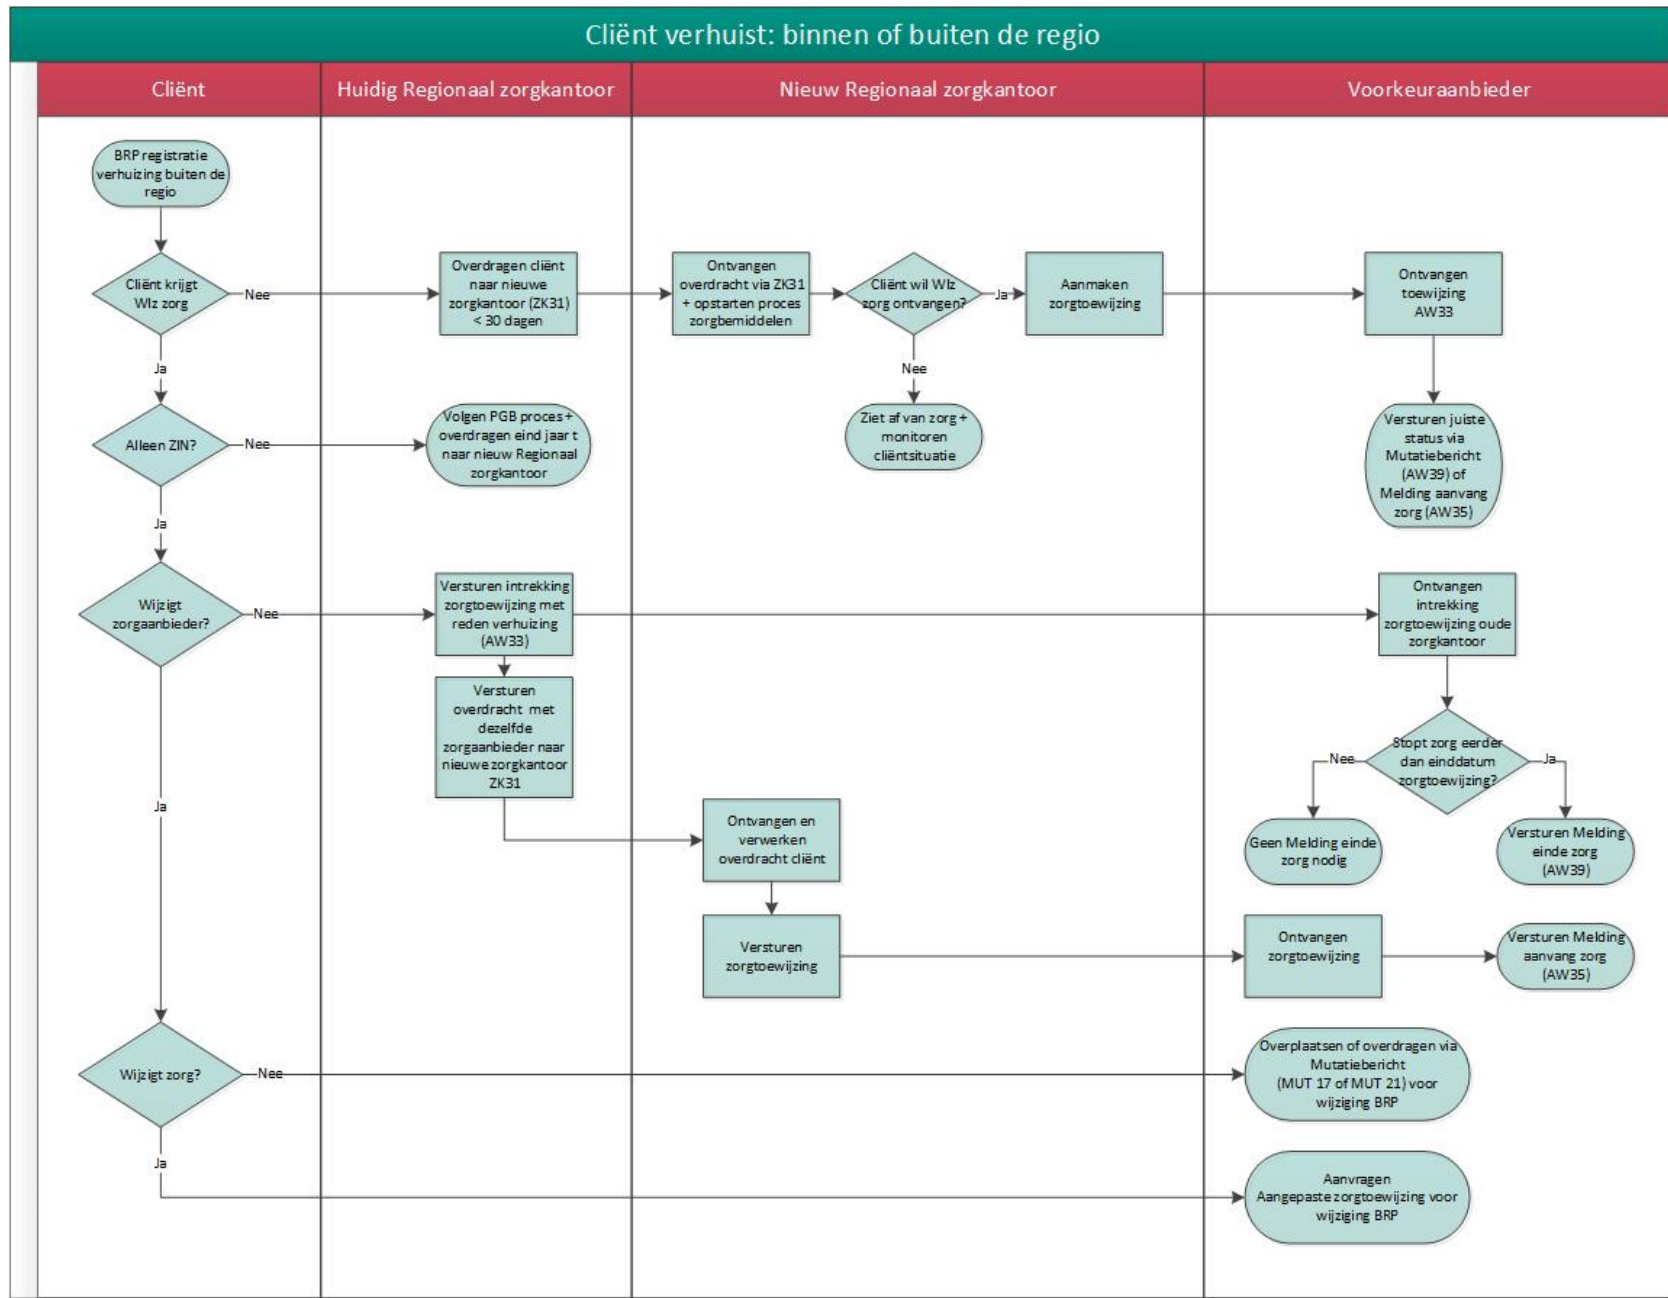 Cliënt verhuist: binnen of buiten de regio
Cliënt
Huidig Regionaal zorgkantoor
Nieuw Regionaal zorgkantoor
Voorkeuraanbieder
BRP registratie
verhuizing buiten de
regio
Cliënt krijgt
Wlz zorg
Nee
Overdragen cliënt
naar nieuwe
zorgkantoor (ZK31)
< 30 dagen
Ontvangen
overdracht via ZK31
+ opstarten proces
zorgbemiddelen
Cliënt wil Wlz
zorg ontvangen?
Ja
Aanmaken
zorgtoewijzing
Ontvangen
toewijzing
AW33
Ja
Nee
Alleen ZIN?
Nee
Volgen PGB proces +
overdragen eind jaar t
naar nieuw Regionaal
zorgkantoor
Ziet af van zorg +
monitoren
cliëntsituatie
Versturen juiste
status via
Mutatiebericht
(AW39) of
Melding aanvang
zorg (AW35)
Ja
Wijzigt
zorgaanbieder?
Nee
Versturen intrekking
zorgtoewijzing met
reden verhuizing
(AW33)
Ontvangen
intrekking
zorgtoewijzing oude
zorgkantoor
Versturen
overdracht met
dezelfde
zorgaanbieder naar
nieuwe zorgkantoor
ZK31
Stopt zorg eerder
dan einddatum
zorgtoewijzing?
Nee
Ja
Ja
Ontvangen en
verwerken
overdracht cliënt
Geen Melding einde
zorg nodig
Versturen Melding
einde zorg
(AW39)
Versturen
zorgtoewijzing
Ontvangen
zorgtoewijzing
Versturen Melding
aanvang zorg
(AW35)
Wijzigt zorg?
Nee
Overplaatsen of overdragen via
Mutatiebericht
(MUT 17 of MUT 21) voor
wijziging BRP
Ja
Aanvragen
Aangepaste zorgtoewijzing voor
wijziging BRP